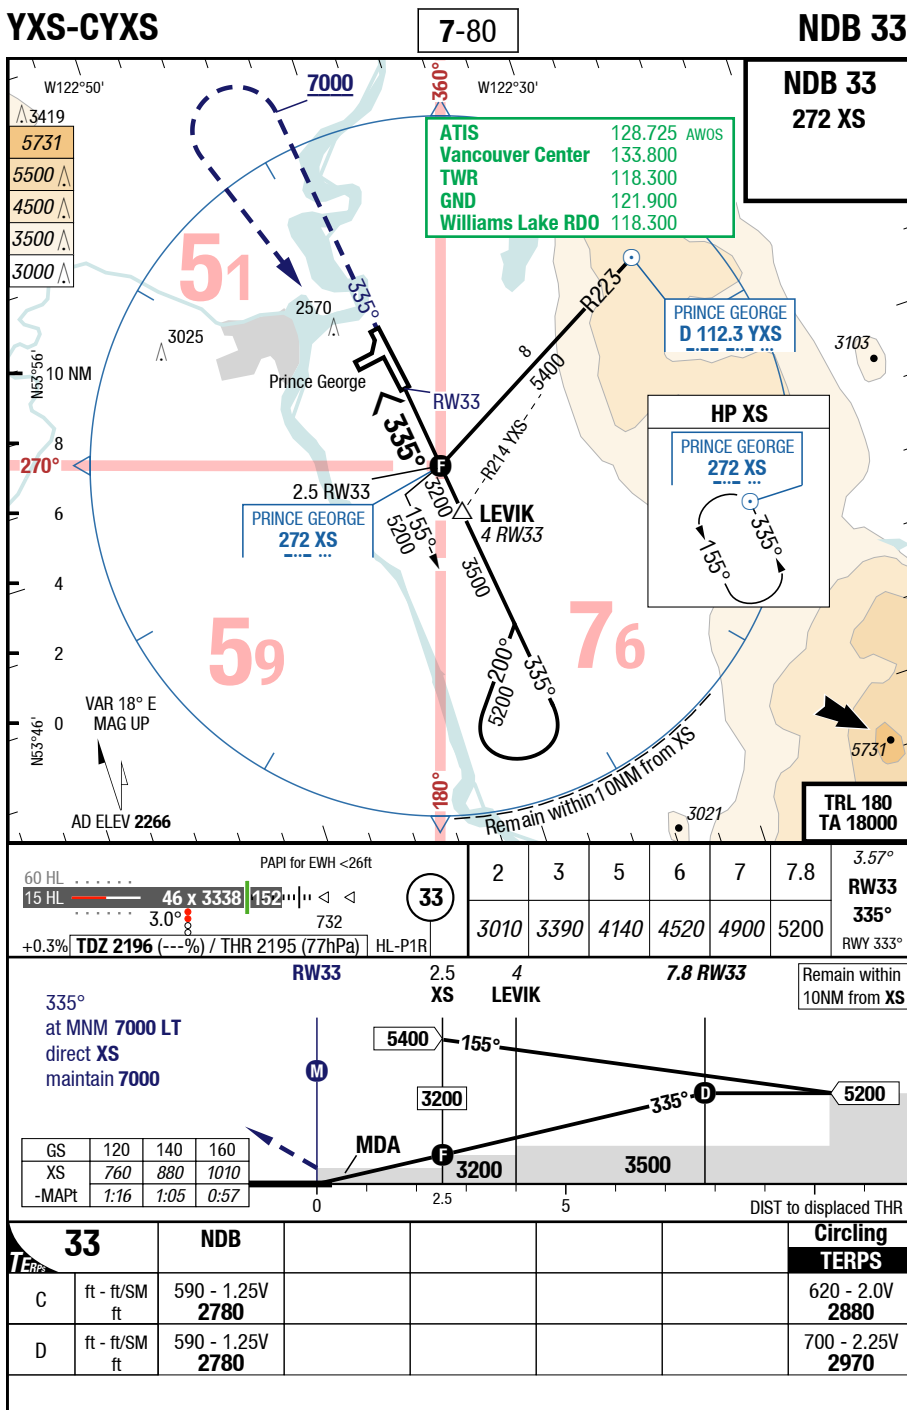 YXS-CYXS
7-80
NDB 33
W122°50'
7000
360°
W122°30'
NDB 33
272 XS
3419
5731
5500
4500
3500
3000
ATIS 128.725 AWOS
Vancouver Center 133.800
TWR 118.300
GND 121.900
Williams Lake RDO 118.300
51
335°
R223
2570
3025
PRINCE GEORGE
D 112.3 YXS
3103
N53°56'
10 NM
Prince George
RW33
8
5400
< 335°
R214 YXS
HP XS
PRINCE GEORGE
272 XS
335°
155°
8
270°
F
2.5 RW33
3200
6
PRINCE GEORGE
272 XS
155°
5200
LEVIK
4 RW33
3500
4
2
59
76
200°
5200
335°
VAR 18° E
MAG UP
0
N53°46'
5731
Remain within 10NM from XS
180°
AD ELEV 2266
3021
TRL 180
TA 18000
PAPI for EWH <26ft
60 HL
15 HL
46 x 3338 152
3.0°
732
33
+0.3% TDZ 2196 (---%) / THR 2195 (77hPa) HL-P1R
2 3 5 6 7 7.8
3010 3390 4140 4520 4900 5200
3.57°
RW33
335°
RWY 333°
RW33
2.5
XS
4
LEVIK
7.8 RW33
Remain within
10NM from XS
335°
at MNM 7000 LT
direct XS
maintain 7000
5400
155°
M
3200
335°
D
5200
MDA
F
3200
3500
GS 120 140 160
XS 760 880 1010
-MAPt 1:16 1:05 0:57
0
2.5
5
DIST to displaced THR
TERPS
33
NDB
Circling
TERPS
C ft - ft/SM 590 - 1.25V 620 - 2.0V
ft 2780 2880
D ft - ft/SM 590 - 1.25V 700 - 2.25V
ft 2780 2970